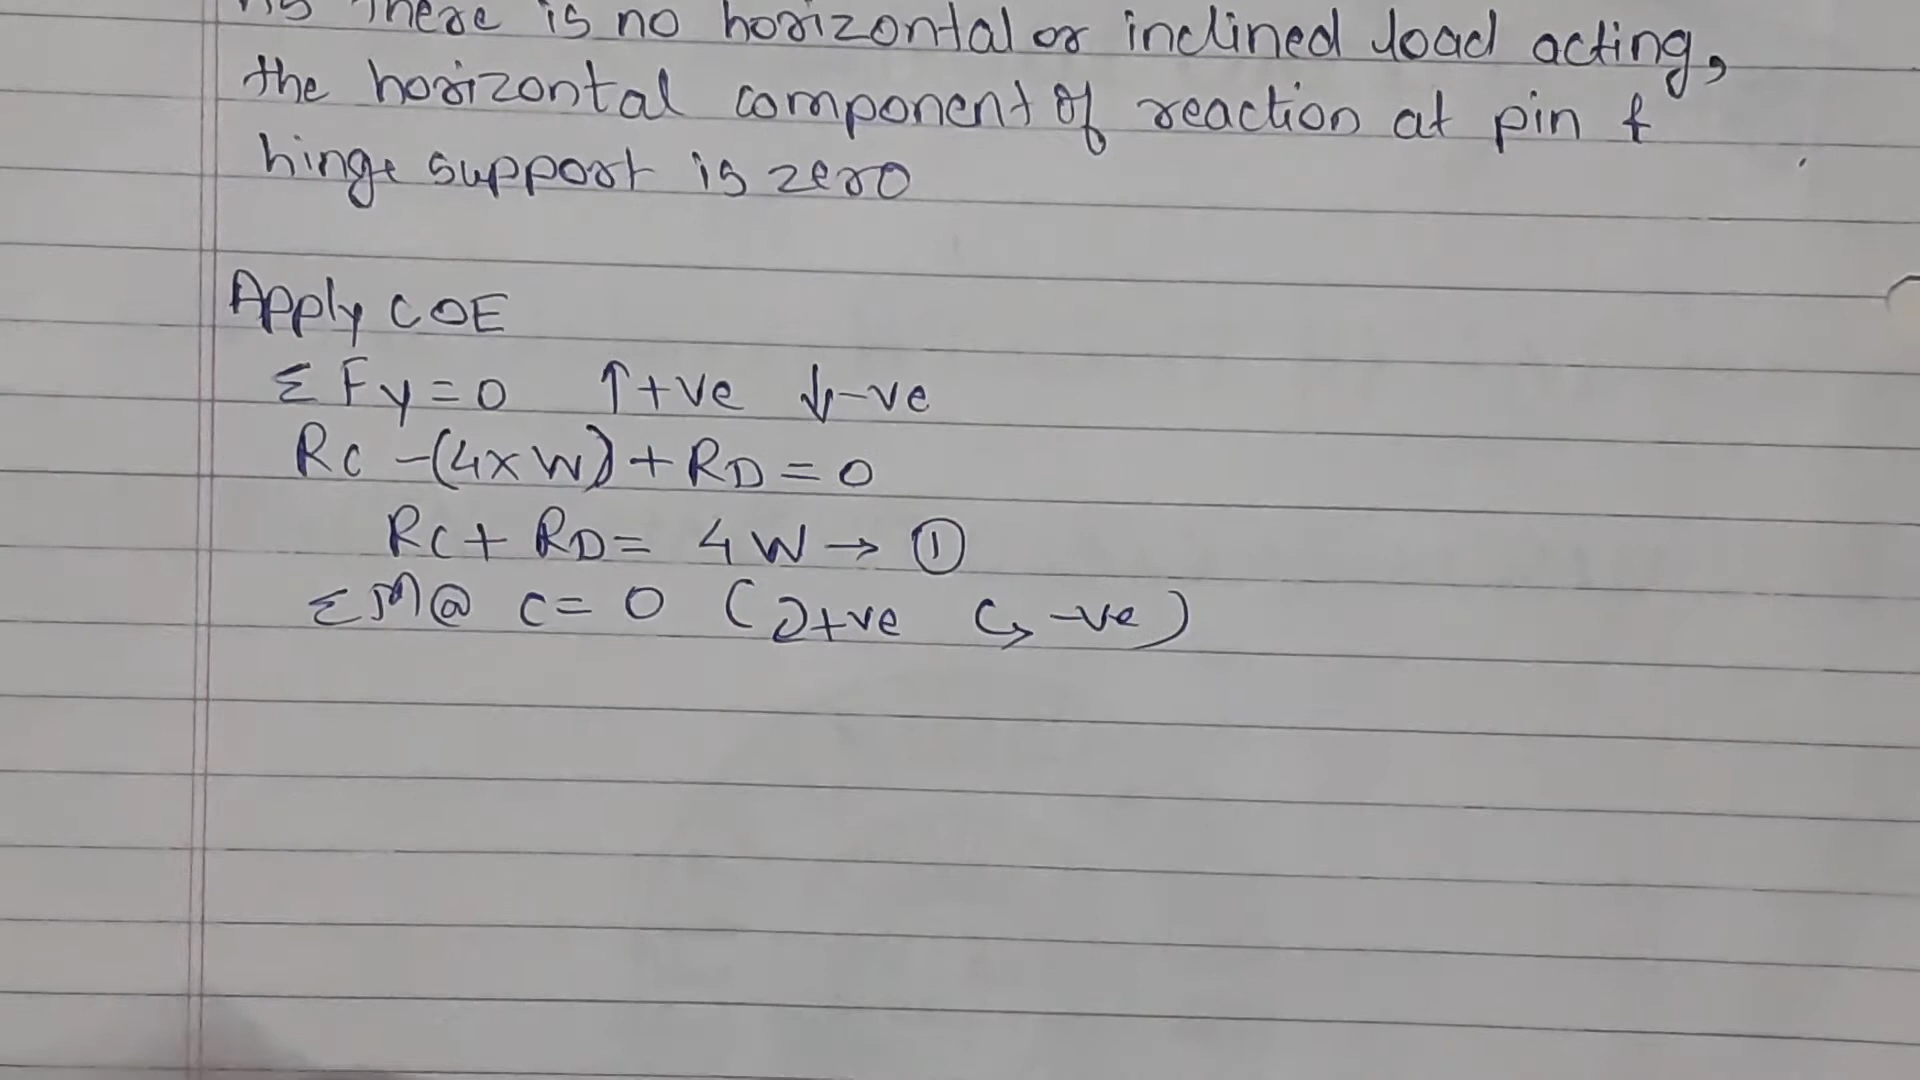 As there is no horizontal or inclined load acting,
the horizontal component of reaction at pin &
hinge support is zero
Apply COE
ΣFy=0 ↑+ve ↓-ve
RC -(4xW)+RD=0
RC+RD= 4W→①
ΣM@ C=0 (↻+ve ↺-ve)